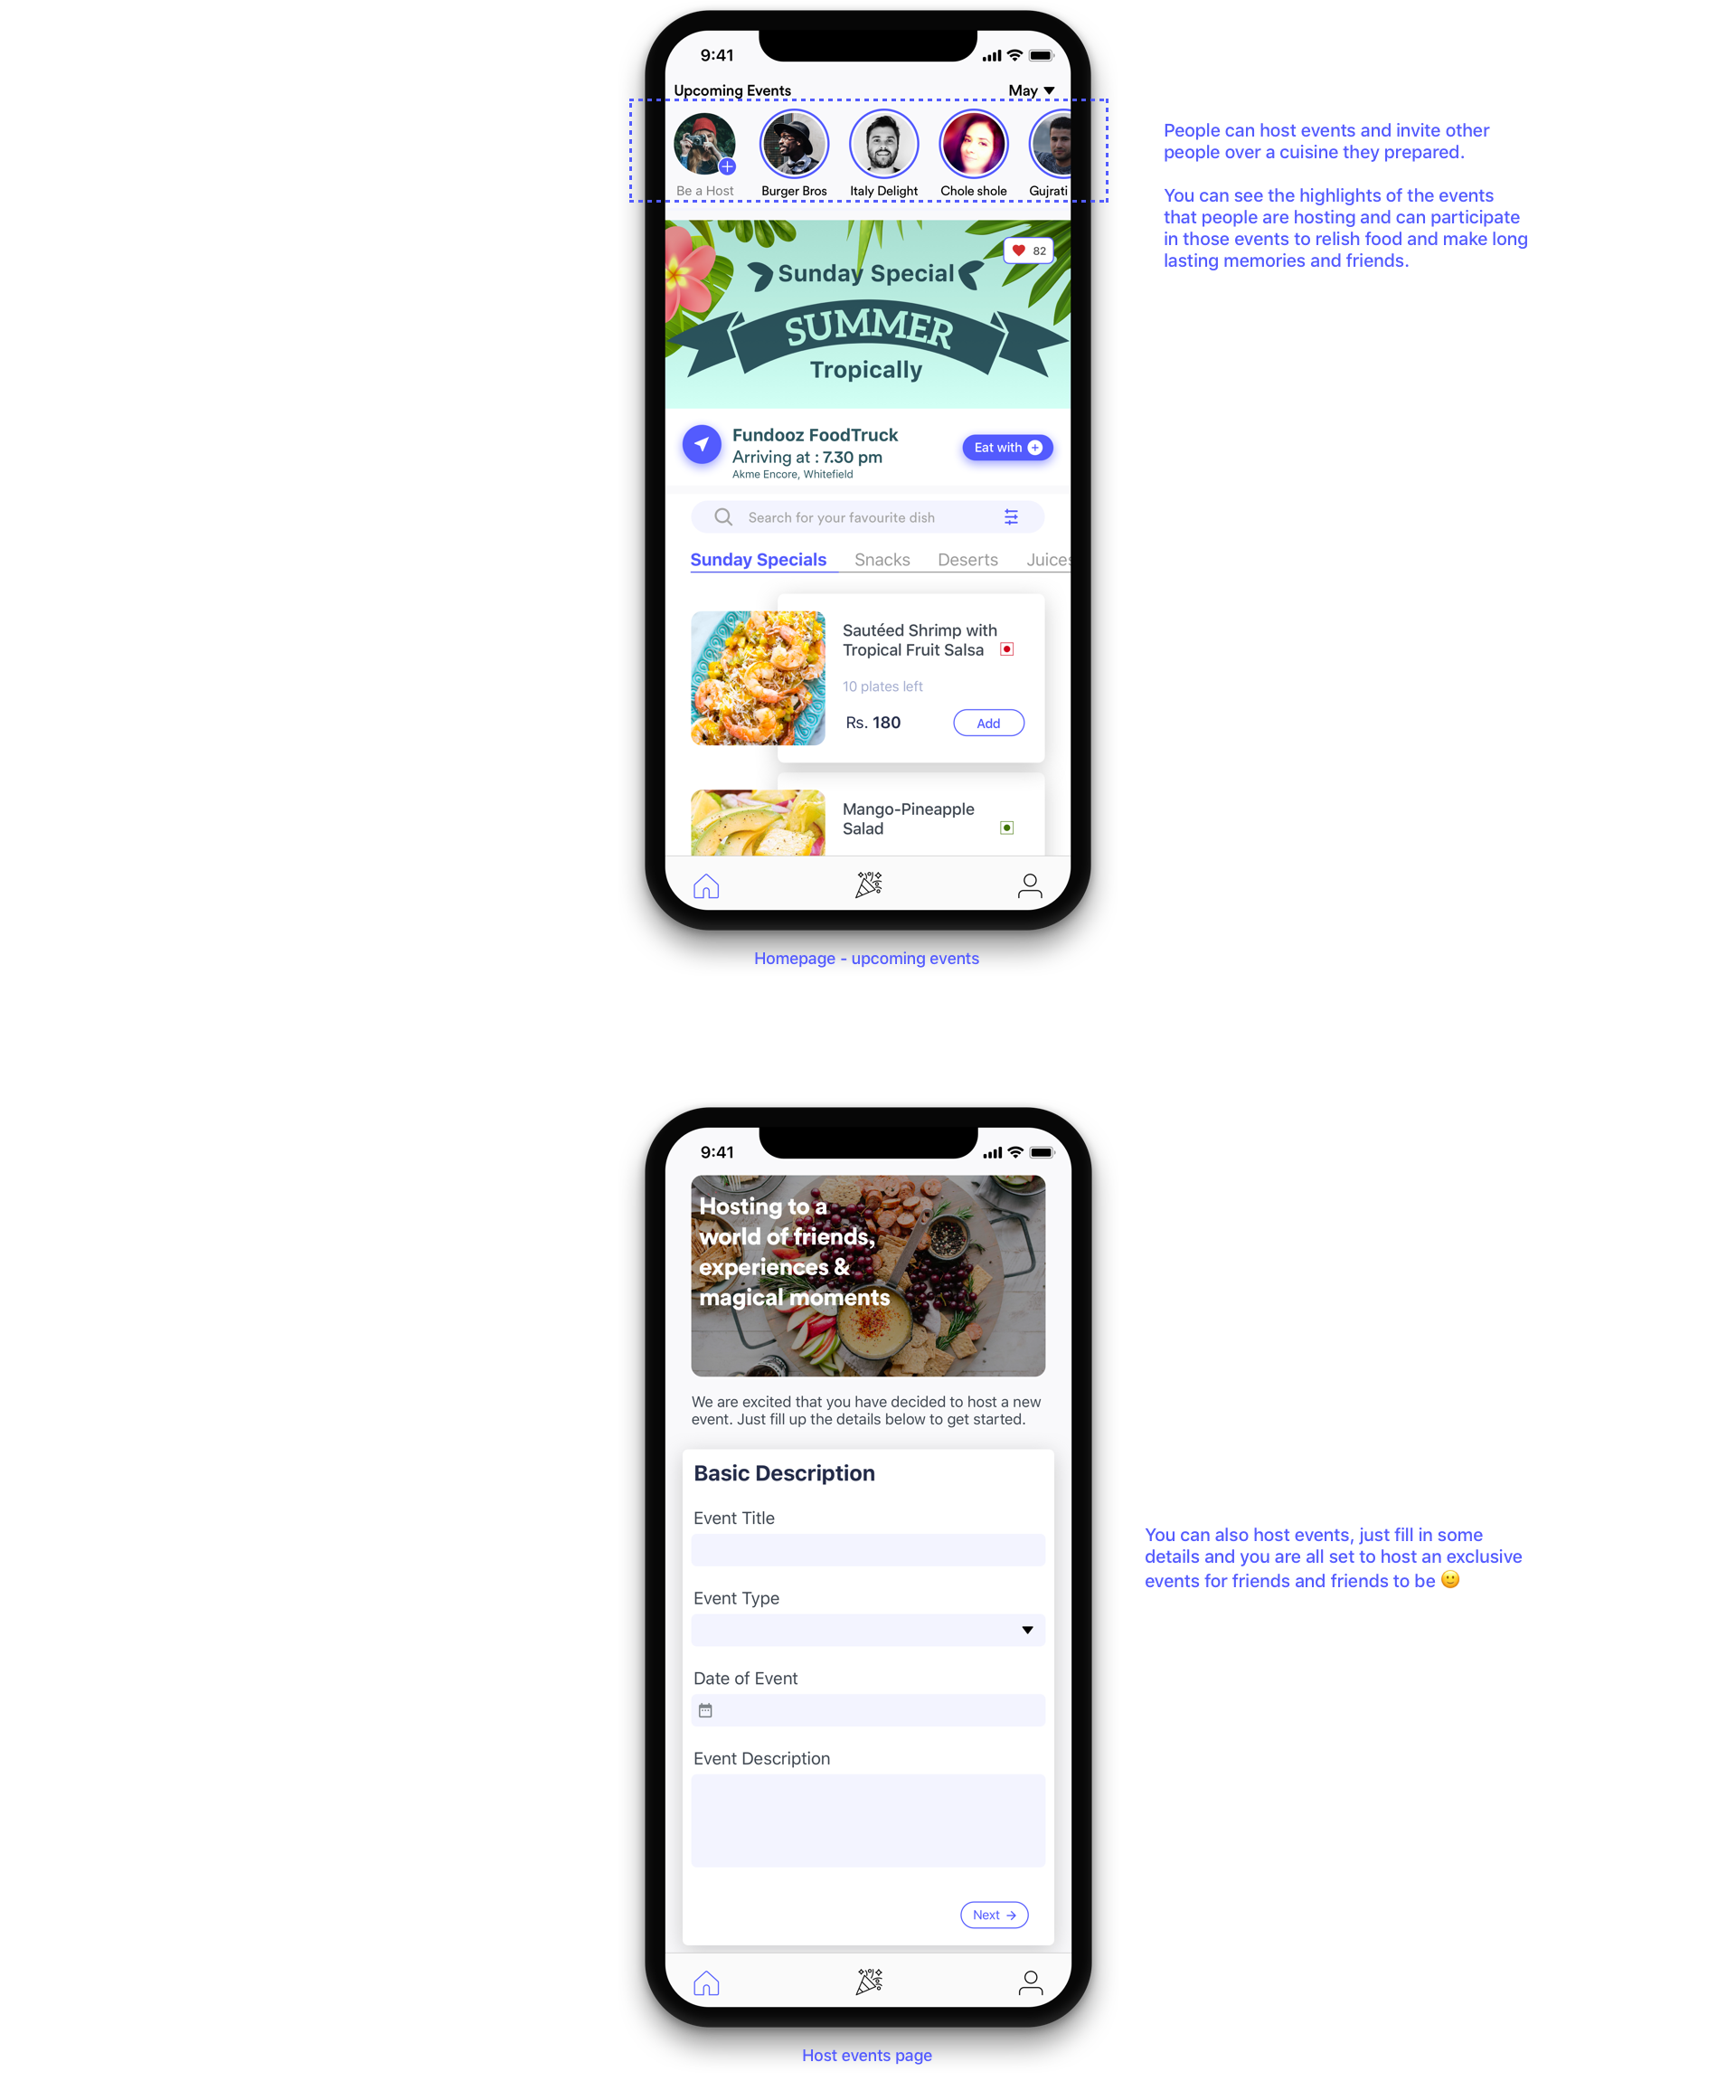 9:41
Upcoming Events
May
Be a Host
Burger Bros
Italy Delight
Chole shole
Gujrati
People can host events and invite other
people over a cuisine they prepared.
You can see the highlights of the events
that people are hosting and can participate
in those events to relish food and make long
lasting memories and friends.
82
Sunday Special
SUMMER
Tropically
Fundooz FoodTruck
Arriving at : 7.30 pm
Akme Encore, Whitefield
Eat with
Search for your favourite dish
Sunday Specials
Snacks
Deserts
Juices
Sautéed Shrimp with
Tropical Fruit Salsa
10 plates left
Rs. 180
Add
Mango-Pineapple
Salad
Homepage - upcoming events
9:41
Hosting to a
world of friends,
experiences &
magical moments
We are excited that you have decided to host a new
event. Just fill up the details below to get started.
Basic Description
Event Title
Event Type
Date of Event
Event Description
Next →
You can also host events, just fill in some
details and you are all set to host an exclusive
events for friends and friends to be 🙂
Host events page